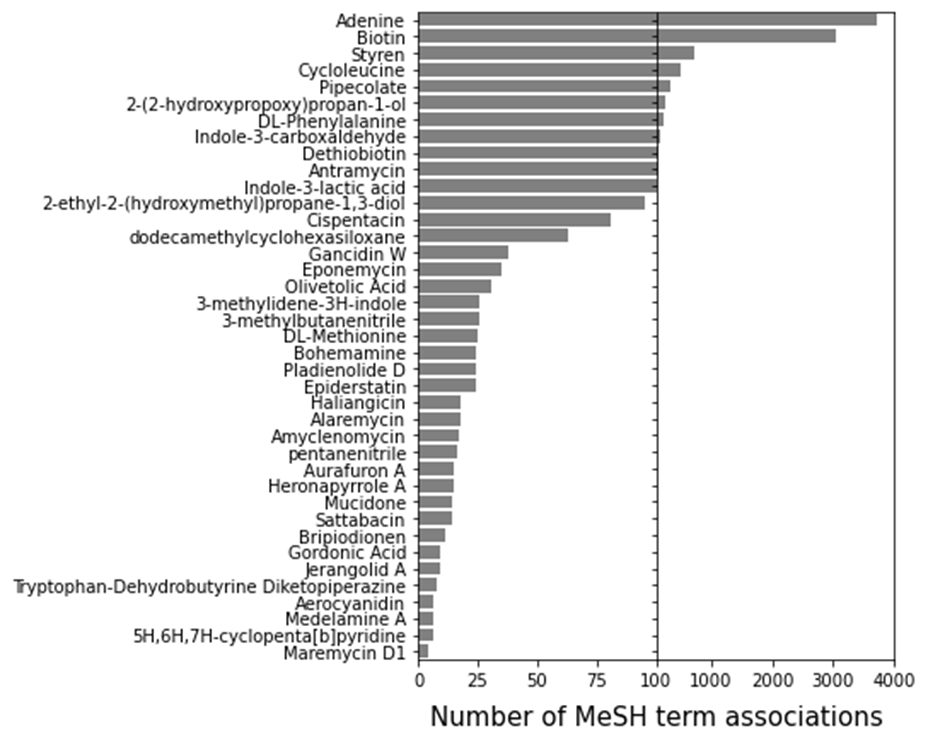 Adenine
Biotin
Styren
Cycloleucine
Pipecolate
2-(2-hydroxypropoxy)propan-1-ol
DL-Phenylalanine
Indole-3-carboxaldehyde
Dethiobiotin
Antramycin
Indole-3-lactic acid
2-ethyl-2-(hydroxymethyl)propane-1,3-diol
Cispentacin
dodecamethylcyclohexasiloxane
Gancidin W
Eponemycin
Olivetolic Acid
3-methylidene-3H-indole
3-methylbutanenitrile
DL-Methionine
Bohemamine
Pladienolide D
Epiderstatin
Haliangicin
Alaremycin
Amyclenomycin
pentanenitrile
Aurafuron A
Heronapyrrole A
Mucidone
Sattabacin
Bripiodionen
Gordonic Acid
Jerangolid A
Tryptophan-Dehydrobutyrine Diketopiperazine
Aerocyanidin
Medelamine A
5H,6H,7H-cyclopenta[b]pyridine
Maremycin D1
0 25 50 75 100 1000 2000 3000 4000
Number of MeSH term associations